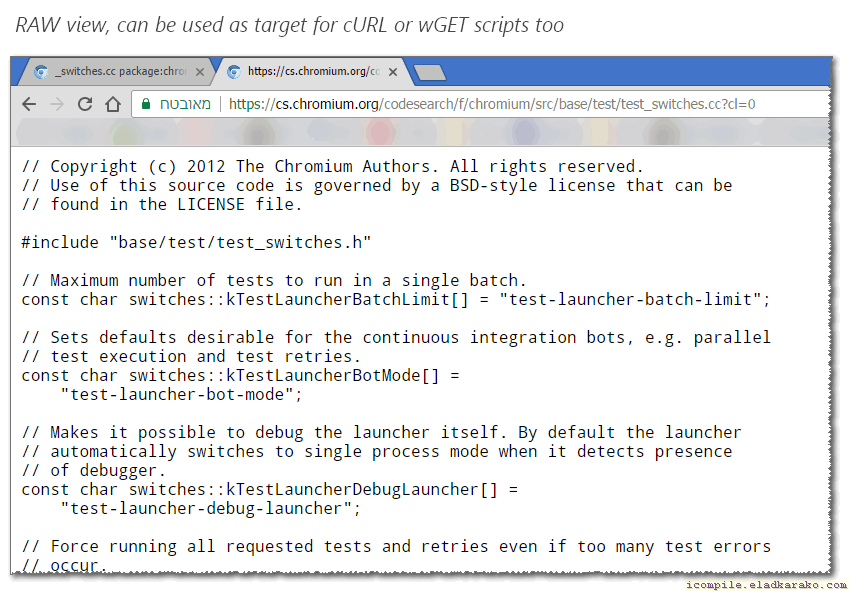 RAW view, can be used as target for cURL or wGET scripts too
_switches.cc package:chro
https://cs.chromium.org/co
מאובטח
https://cs.chromium.org/codesearch/f/chromium/src/base/test/test_switches.cc?cl=0
// Copyright (c) 2012 The Chromium Authors. All rights reserved.
// Use of this source code is governed by a BSD-style license that can be
// found in the LICENSE file.
#include "base/test/test_switches.h"
// Maximum number of tests to run in a single batch.
const char switches::kTestLauncherBatchLimit[] = "test-launcher-batch-limit";
// Sets defaults desirable for the continuous integration bots, e.g. parallel
// test execution and test retries.
const char switches::kTestLauncherBotMode[] =
    "test-launcher-bot-mode";
// Makes it possible to debug the launcher itself. By default the launcher
// automatically switches to single process mode when it detects presence
// of debugger.
const char switches::kTestLauncherDebugLauncher[] =
    "test-launcher-debug-launcher";
// Force running all requested tests and retries even if too many test errors
// occur.
icompile.eladkarako.com